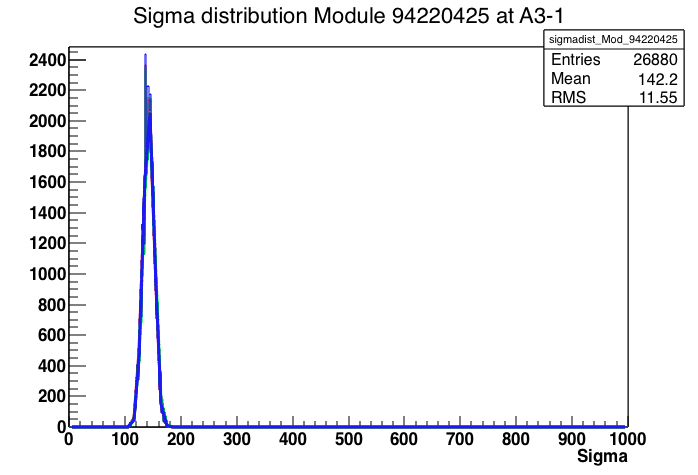 Sigma distribution Module 94220425 at A3-1
sigmadist_Mod_94220425
Entries 26880
Mean 142.2
RMS 11.55
2400
2200
2000
1800
1600
1400
1200
1000
800
600
400
200
0
0 100 200 300 400 500 600 700 800 900 1000
Sigma